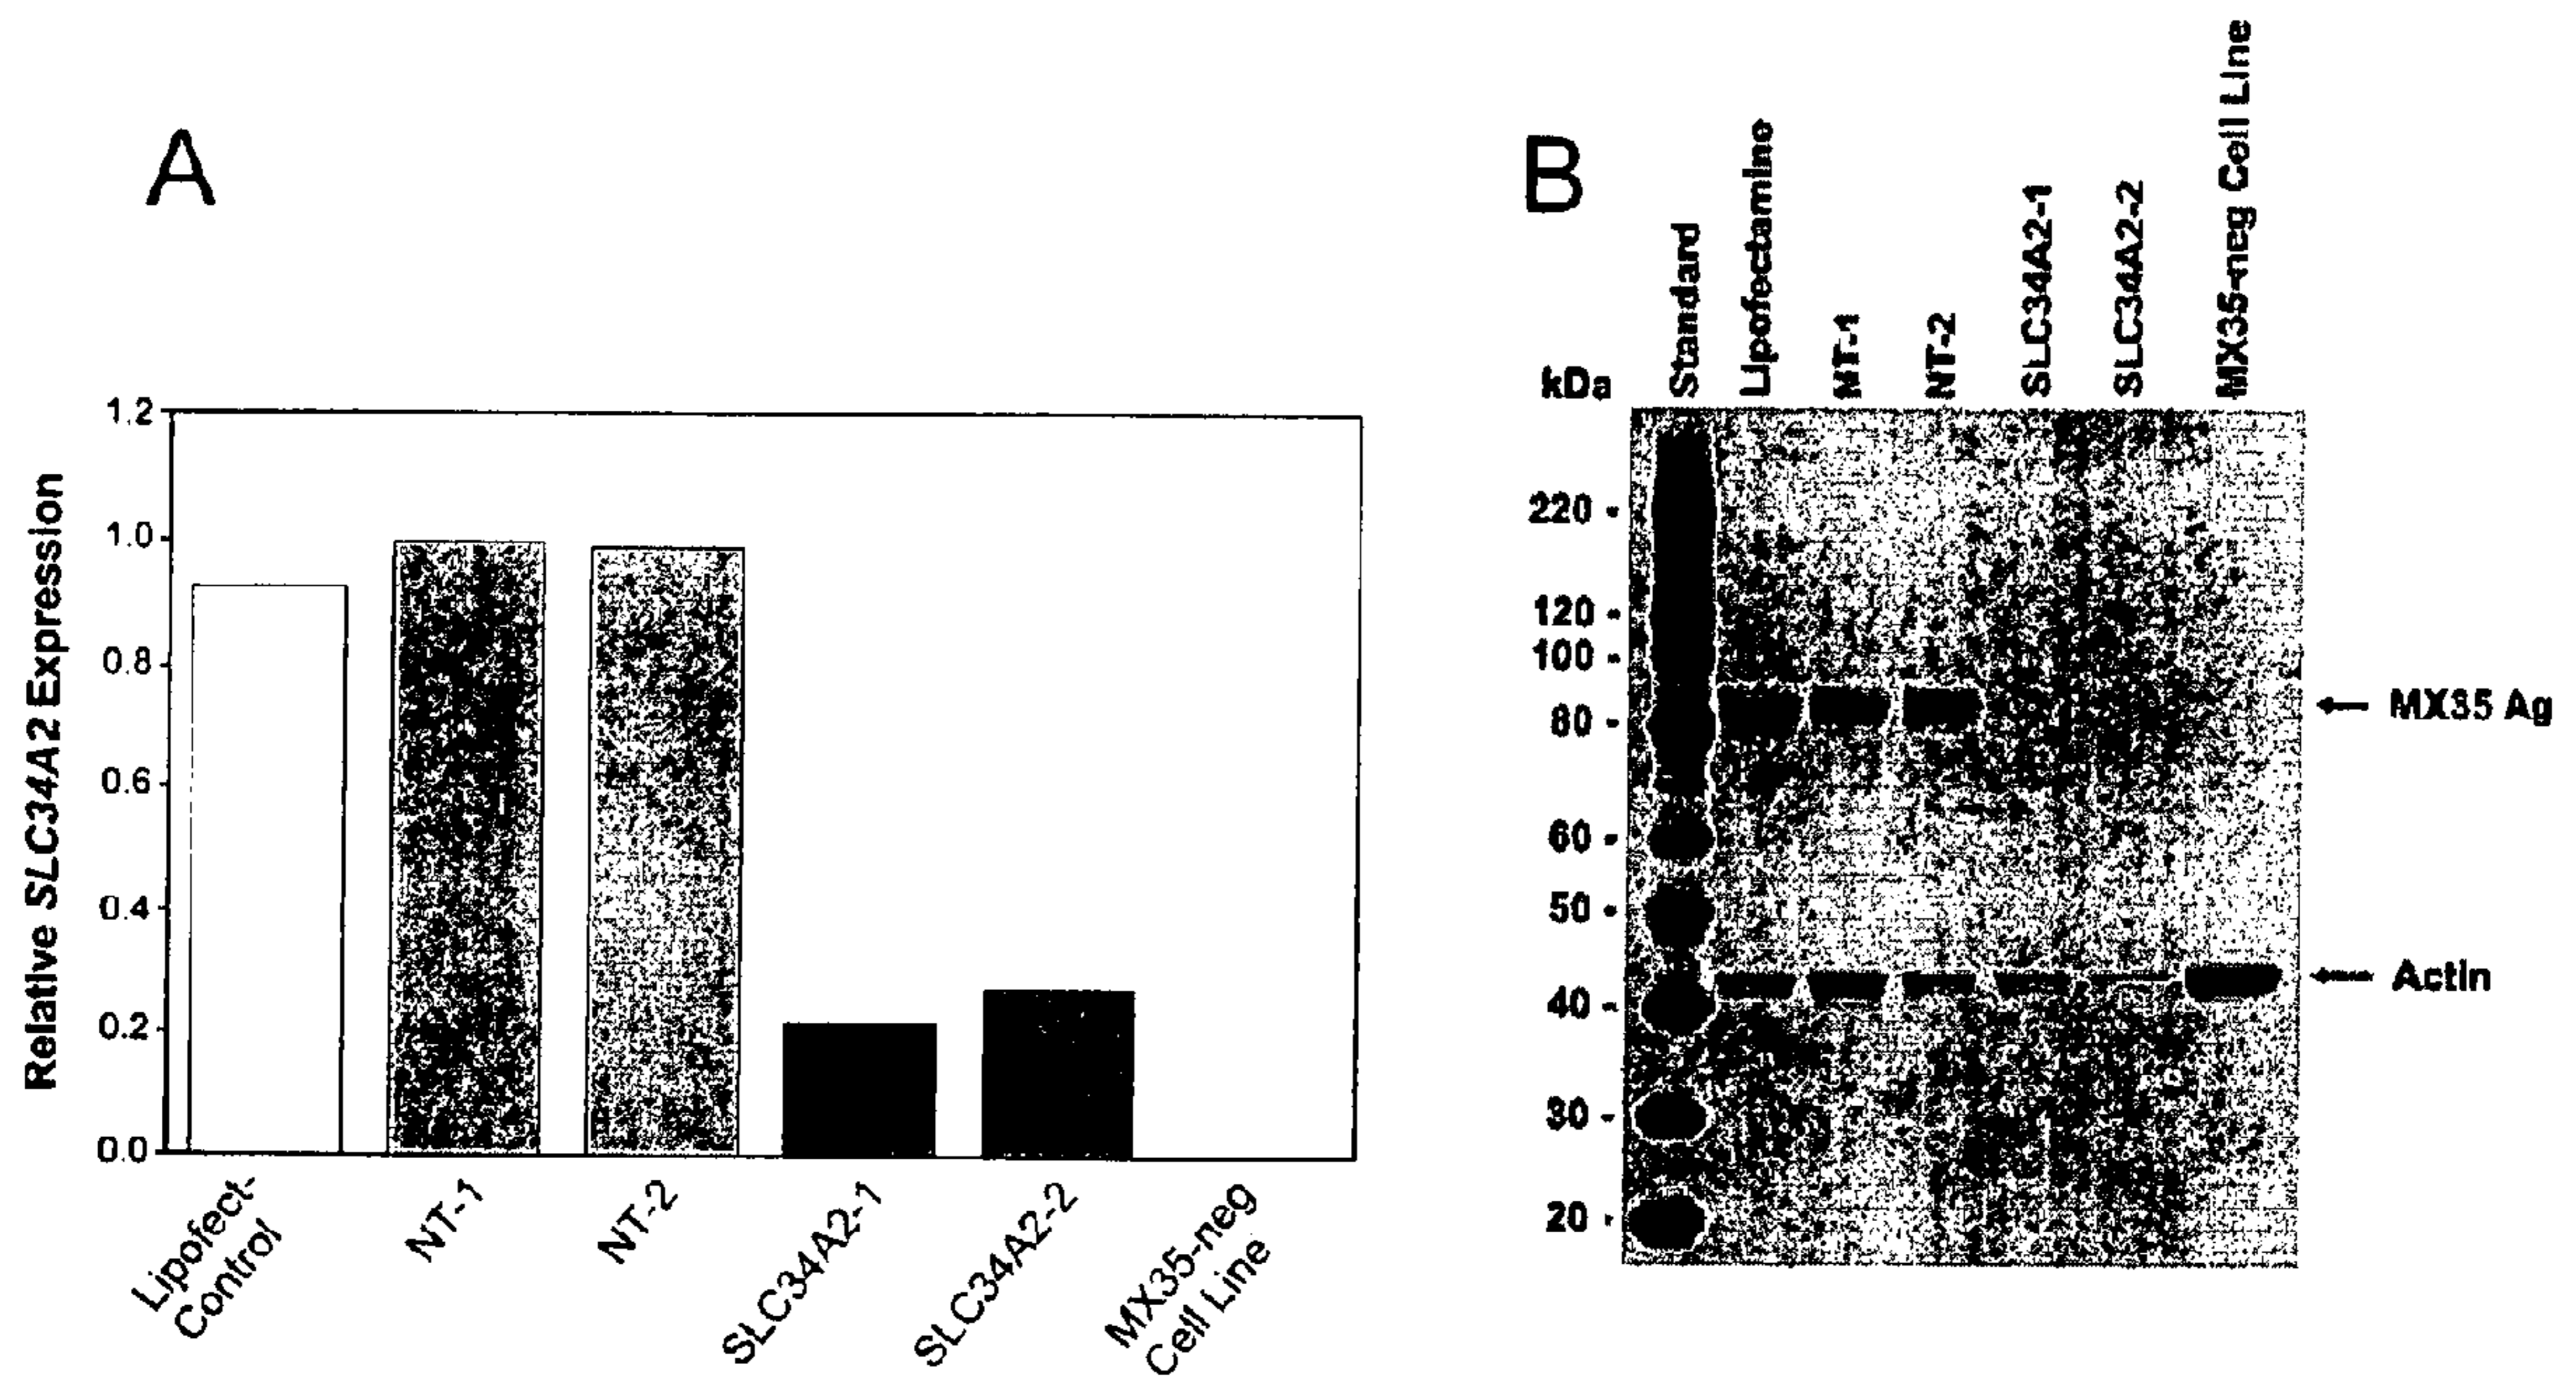 A
Relative SLC34A2 Expression
1.2
1.0
0.8
0.6
0.4
0.2
0.0
Lipofect-
Control
NT-1
NT-2
SLC34A2-1
SLC34A2-2
MX35-neg
Cell Line
B
kDa
Standard
Lipofectamine
NT-1
NT-2
SLC34A2-1
SLC34A2-2
MX35-neg Cell Line
220
120
100
80
60
50
40
30
20
MX35 Ag
Actin